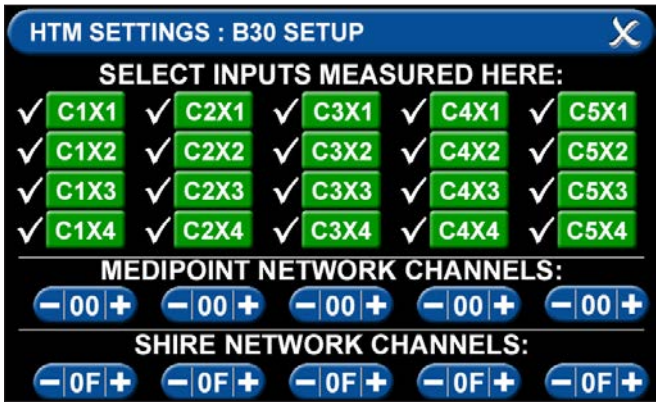 HTM SETTINGS : B30 SETUP X
SELECT INPUTS MEASURED HERE:
✓ C1X1 ✓ C2X1 ✓ C3X1 ✓ C4X1 ✓ C5X1
✓ C1X2 ✓ C2X2 ✓ C3X2 ✓ C4X2 ✓ C5X2
✓ C1X3 ✓ C2X3 ✓ C3X3 ✓ C4X3 ✓ C5X3
✓ C1X4 ✓ C2X4 ✓ C3X4 ✓ C4X4 ✓ C5X4
MEDIPOINT NETWORK CHANNELS:
−|00|+ −|00|+ −|00|+ −|00|+ −|00|+
SHIRE NETWORK CHANNELS:
−|0F|+ −|0F|+ −|0F|+ −|0F|+ −|0F|+